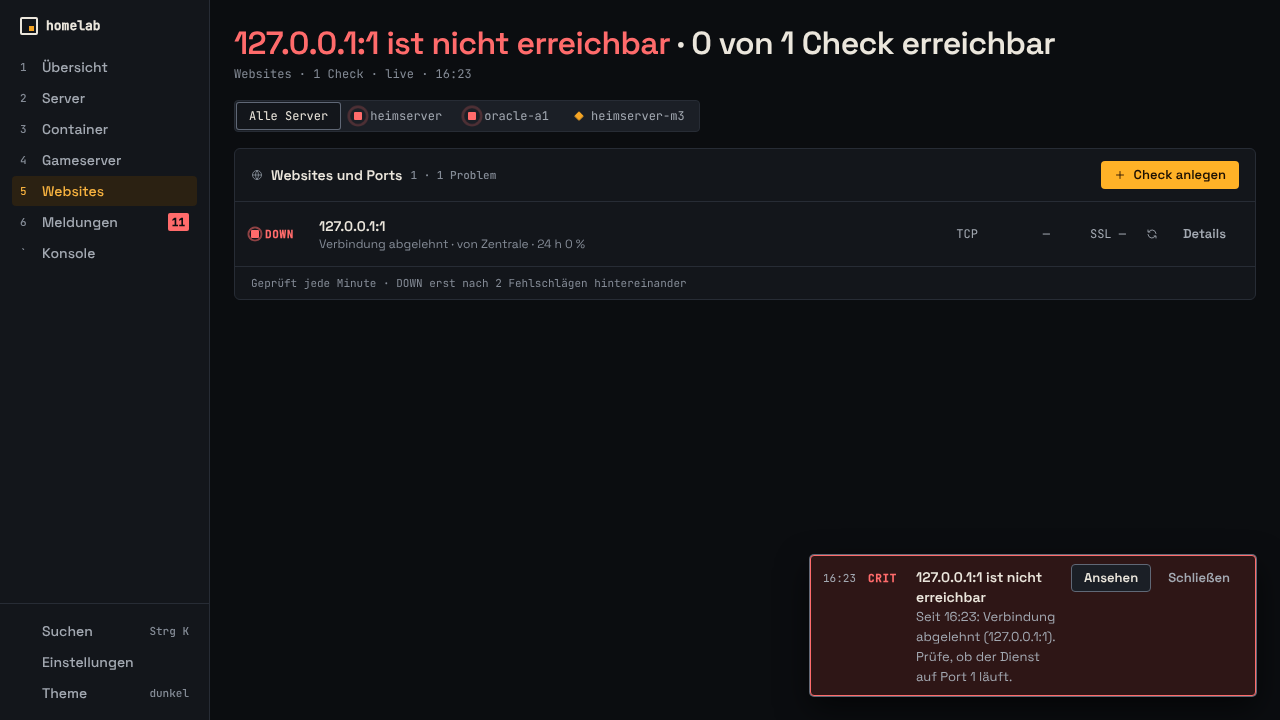 homelab
1 Übersicht
2 Server
3 Container
4 Gameserver
5 Websites
6 Meldungen 11
` Konsole
Suchen Strg K
Einstellungen
Theme dunkel
127.0.0.1:1 ist nicht erreichbar · 0 von 1 Check erreichbar
Websites · 1 Check · live · 16:23
Alle Server heimserver oracle-a1 heimserver-m3
Websites und Ports 1 · 1 Problem + Check anlegen
DOWN 127.0.0.1:1 TCP — SSL — Details
Verbindung abgelehnt · von Zentrale · 24 h 0 %
Geprüft jede Minute · DOWN erst nach 2 Fehlschlägen hintereinander
16:23 CRIT 127.0.0.1:1 ist nicht Ansehen Schließen
erreichbar
Seit 16:23: Verbindung
abgelehnt (127.0.0.1:1).
Prüfe, ob der Dienst
auf Port 1 läuft.